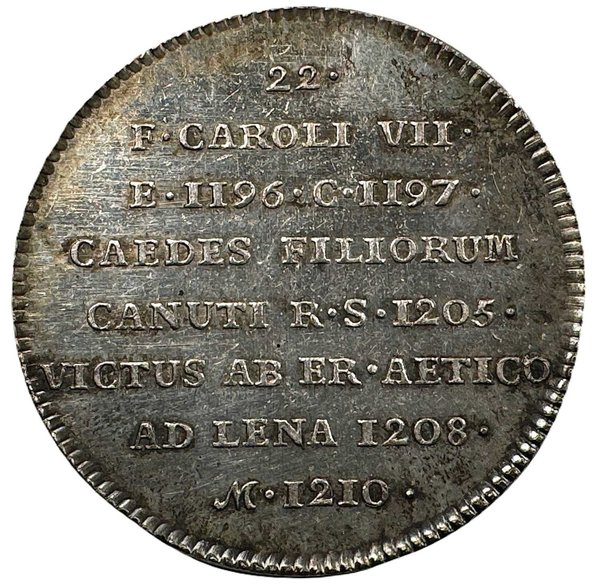 22·
F·CAROLI VII·
E·1196:C·1197·
CAEDES FILIORUM
CANUTI R·S·1205·
VICTUS AB ER·AETICO
AD LENA 1208·
M·1210·